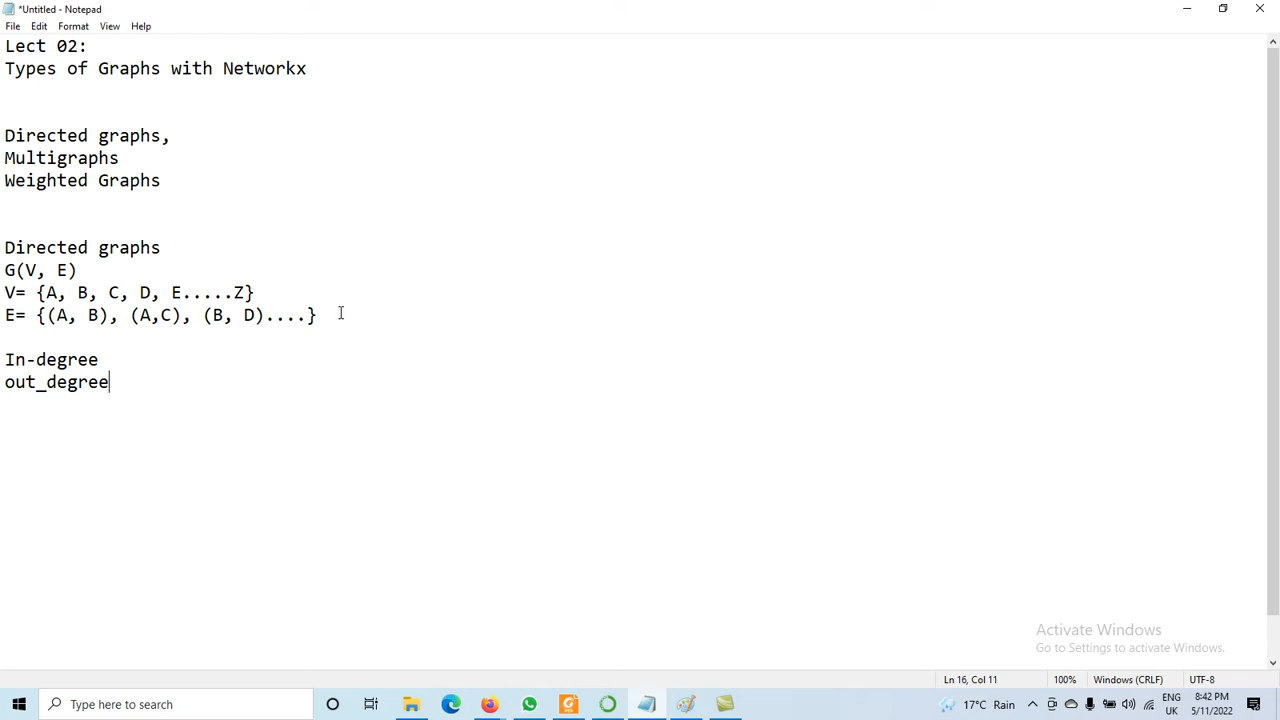 *Untitled - Notepad
File Edit Format View Help
Lect 02:
Types of Graphs with Networkx
Directed graphs,
Multigraphs
Weighted Graphs
Directed graphs
G(V, E)
V= {A, B, C, D, E.....Z}
E= {(A, B), (A,C), (B, D)....}
In-degree
out_degree
Activate Windows
Go to Settings to activate Windows.
Ln 16, Col 11 100% Windows (CRLF) UTF-8
Type here to search 17°C Rain ENG UK 8:42 PM 5/11/2022